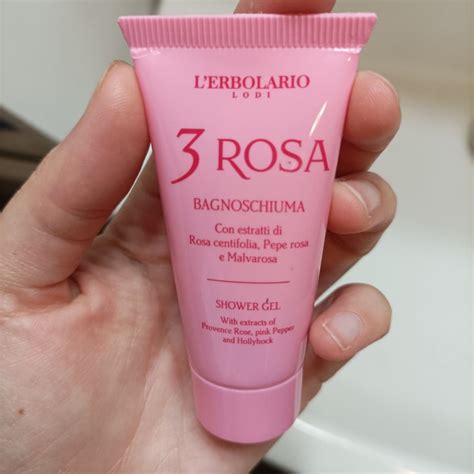 L'ERBOLARIO
LODI
3 ROSA
BAGNOSCHIUMA
Con estratti di
Rosa centifolia, Pepe rosa
e Malvarosa
SHOWER GEL
With extracts of
Provence Rose, pink Pepper
and Hollyhock